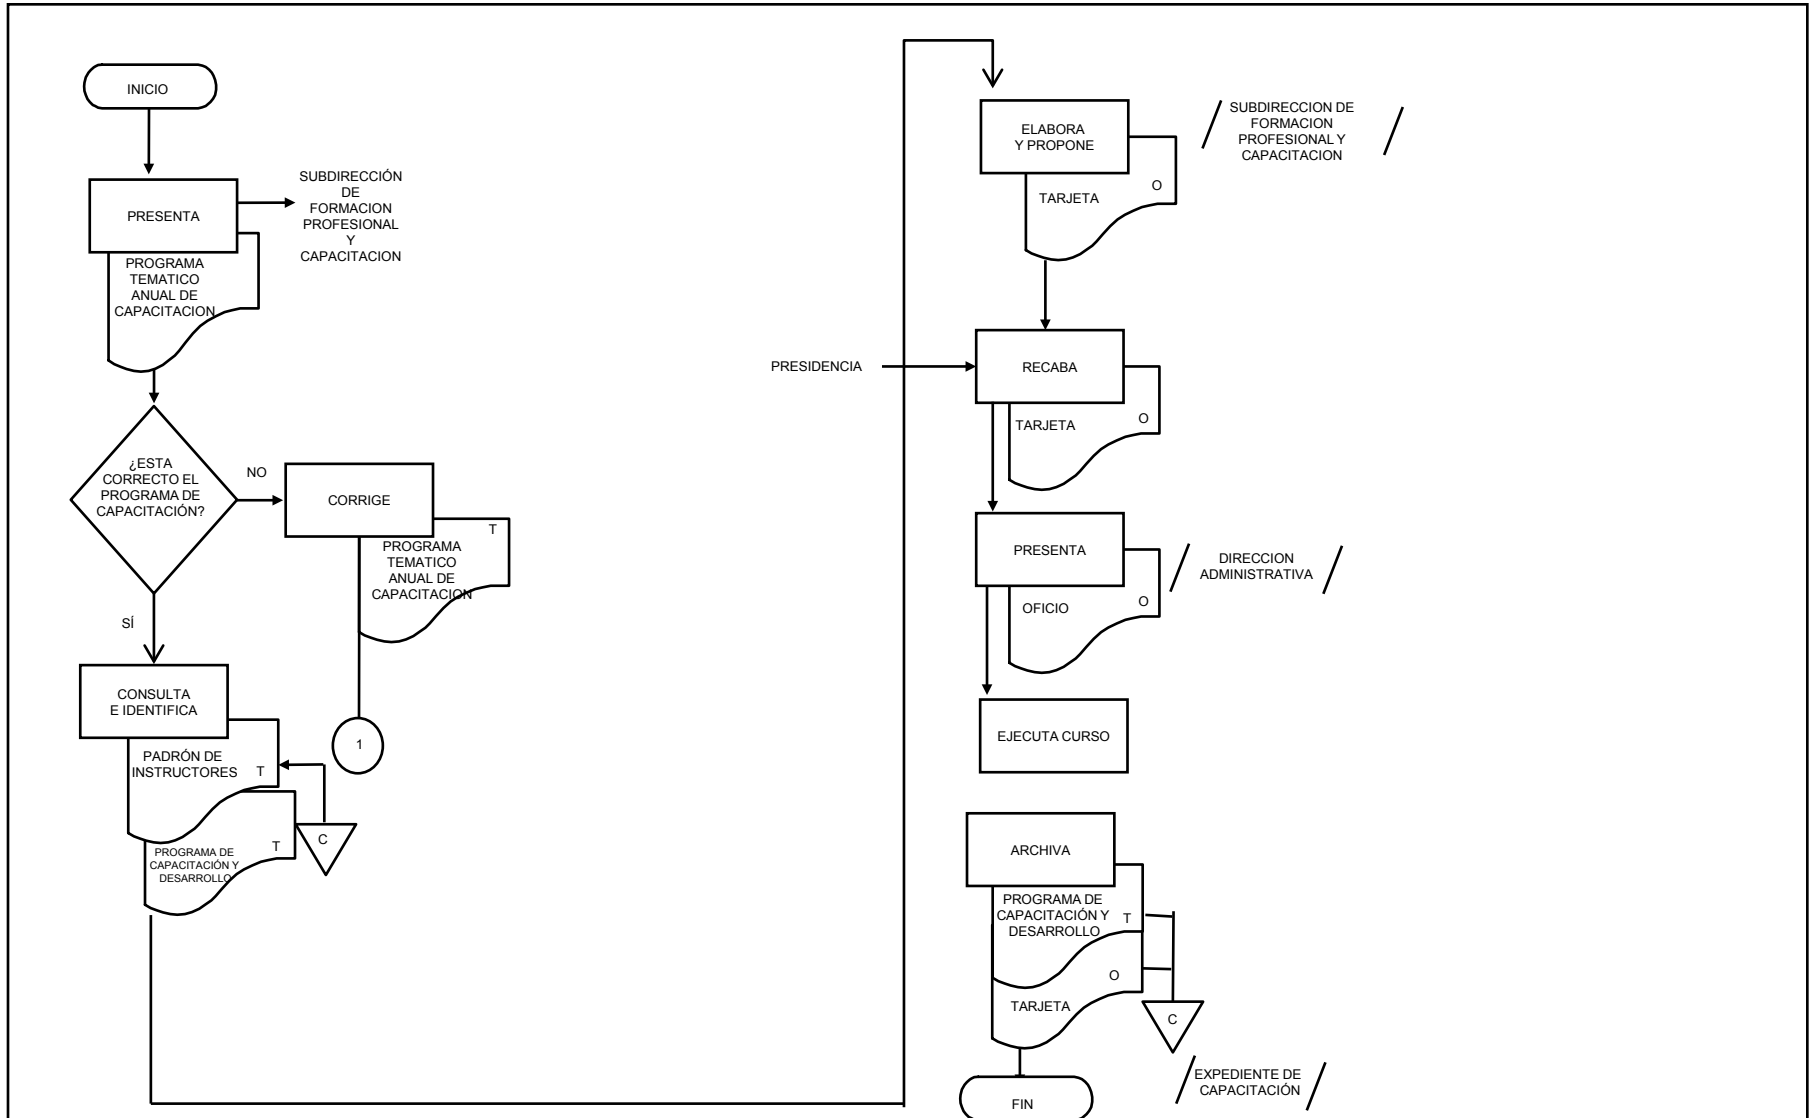 INICIO
PRESENTA
SUBDIRECCIÓN
DE
FORMACION
PROFESIONAL
Y
CAPACITACION
PROGRAMA
TEMATICO
ANUAL DE
CAPACITACION
¿ESTA
CORRECTO EL
PROGRAMA DE
CAPACITACIÓN?
NO
CORRIGE
T
PROGRAMA
TEMATICO
ANUAL DE
CAPACITACION
SÍ
CONSULTA
E IDENTIFICA
PADRÓN DE
INSTRUCTORES
T
1
PROGRAMA DE
CAPACITACIÓN Y
DESARROLLO
T
C
ELABORA
Y PROPONE
SUBDIRECCION DE
FORMACION
PROFESIONAL Y
CAPACITACION
TARJETA
O
PRESIDENCIA
RECABA
TARJETA
O
PRESENTA
DIRECCION
ADMINISTRATIVA
OFICIO
O
EJECUTA CURSO
ARCHIVA
PROGRAMA DE
CAPACITACIÓN Y
DESARROLLO
T
O
TARJETA
C
EXPEDIENTE DE
CAPACITACIÓN
FIN